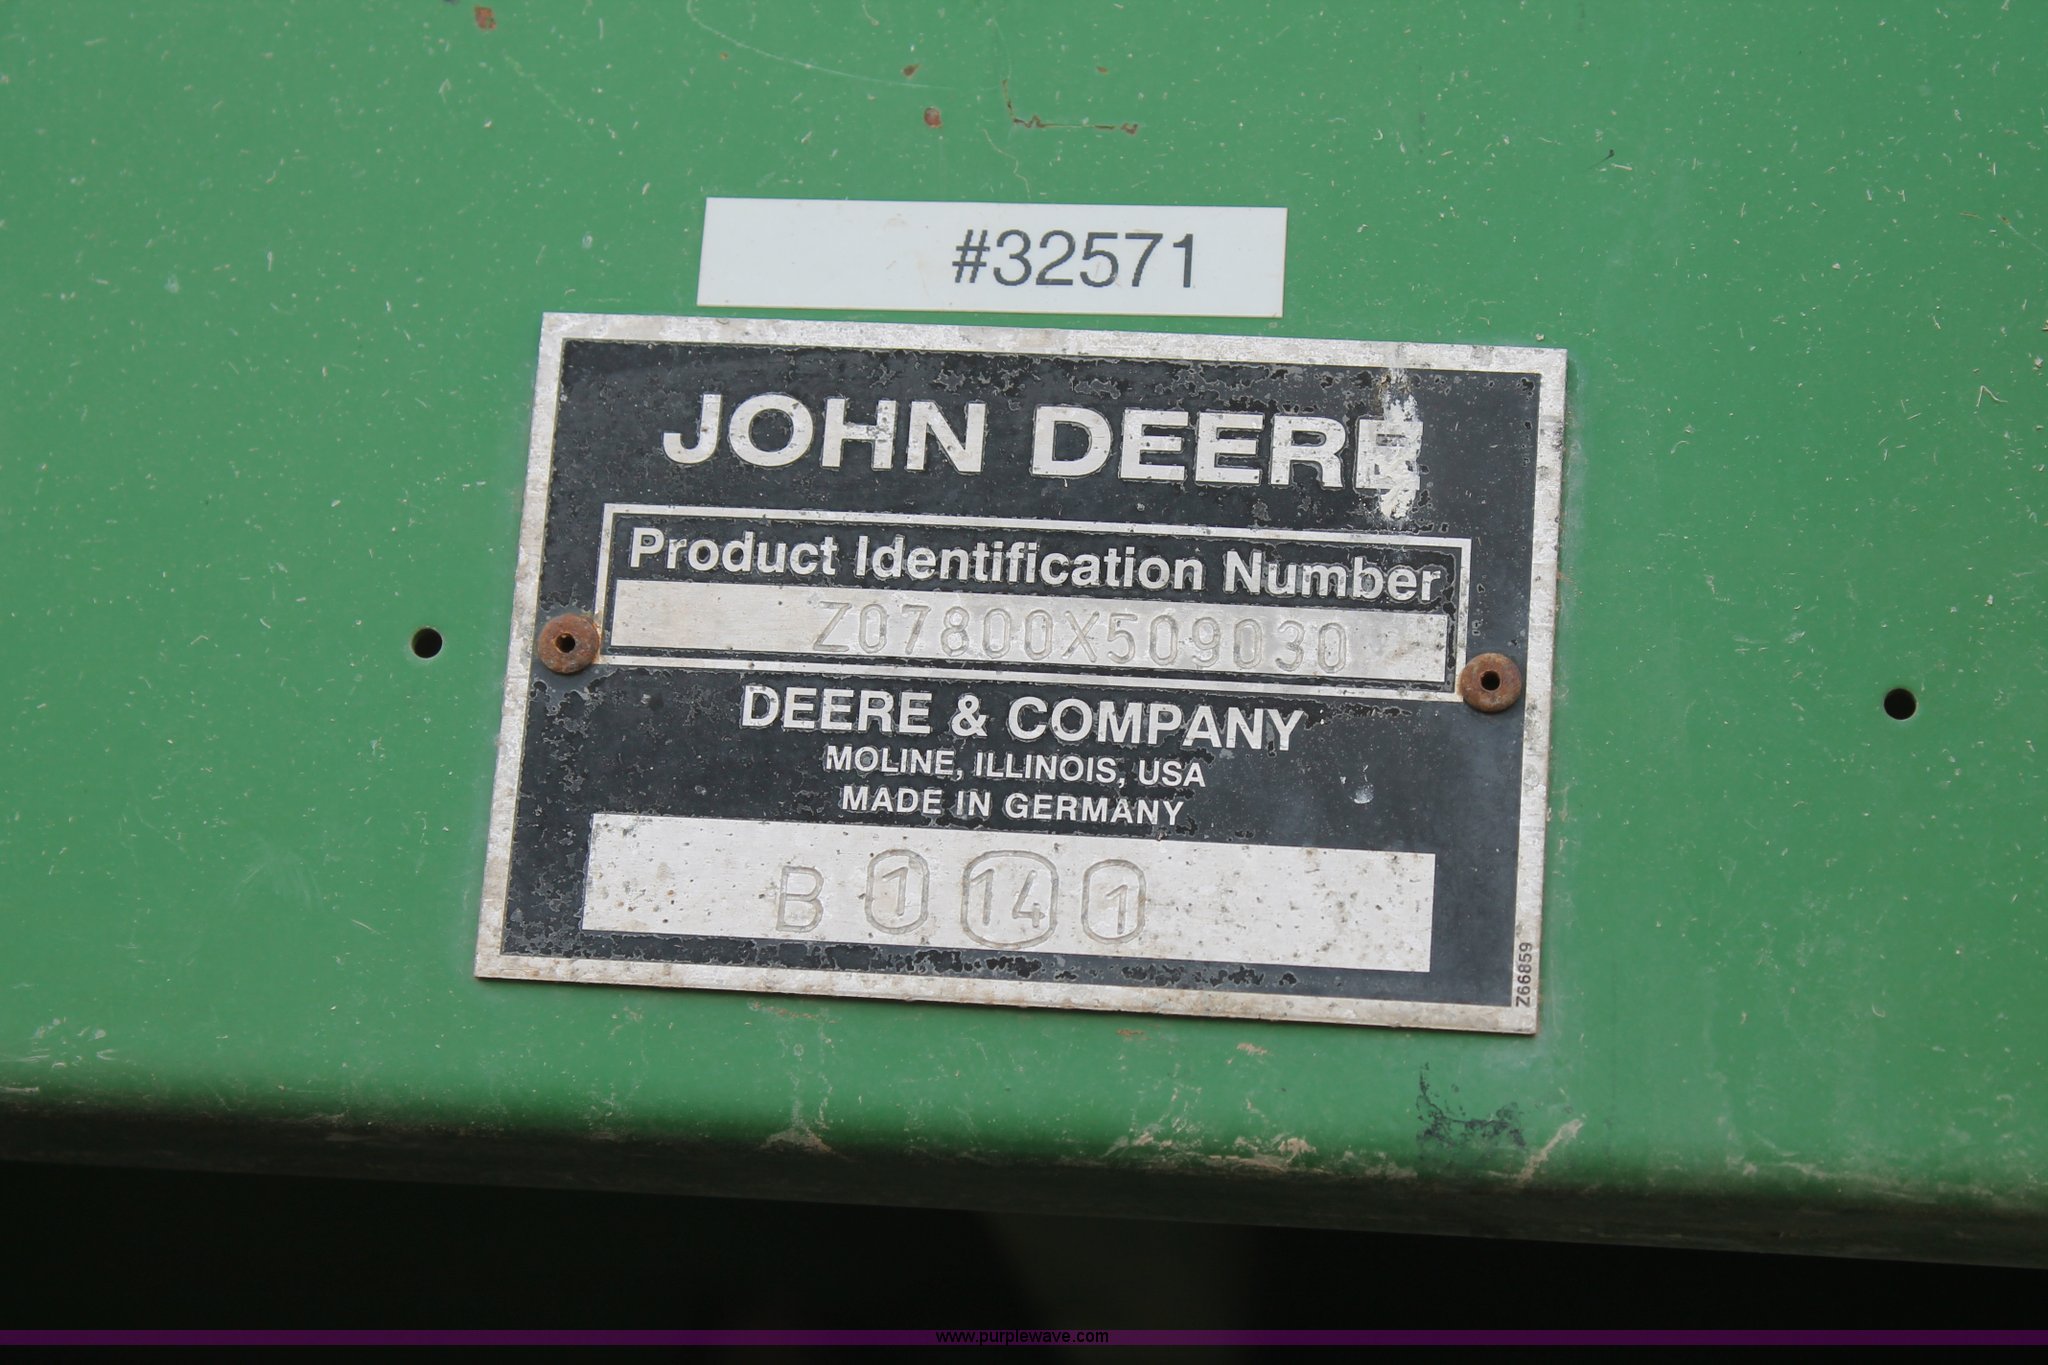 #32571
JOHN DEERE
Product Identification Number
Z07800X509030
DEERE & COMPANY
MOLINE, ILLINOIS, USA
MADE IN GERMANY
B 1 14 1
Z66859
www.purplewave.com